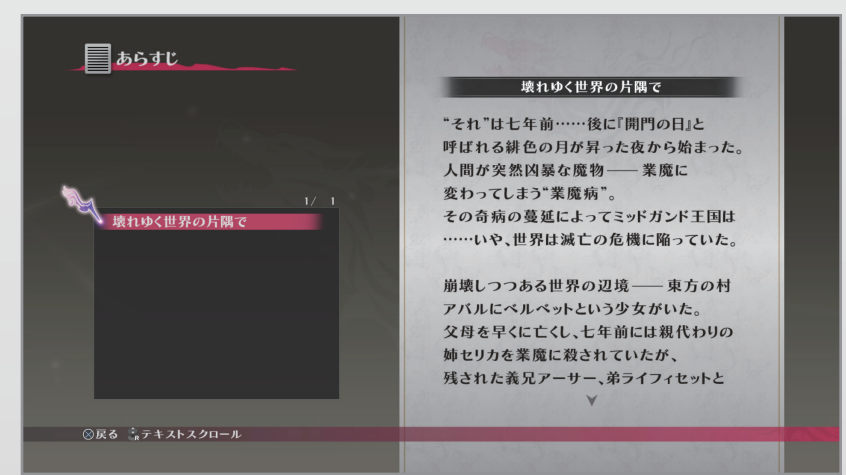 あらすじ
1/ 1
壊れゆく世界の片隅で
壊れゆく世界の片隅で
“それ”は七年前……後に『開門の日』と
呼ばれる緋色の月が昇った夜から始まった。
人間が突然凶暴な魔物―― 業魔に
変わってしまう“業魔病”。
その奇病の蔓延によってミッドガンド王国は
……いや、世界は滅亡の危機に陥っていた。
崩壊しつつある世界の辺境―― 東方の村
アバルにベルベットという少女がいた。
父母を早くに亡くし、七年前には親代わりの
姉セリカを業魔に殺されていたが、
残された義兄アーサー、弟ライフィセットと
戻る R テキストスクロール